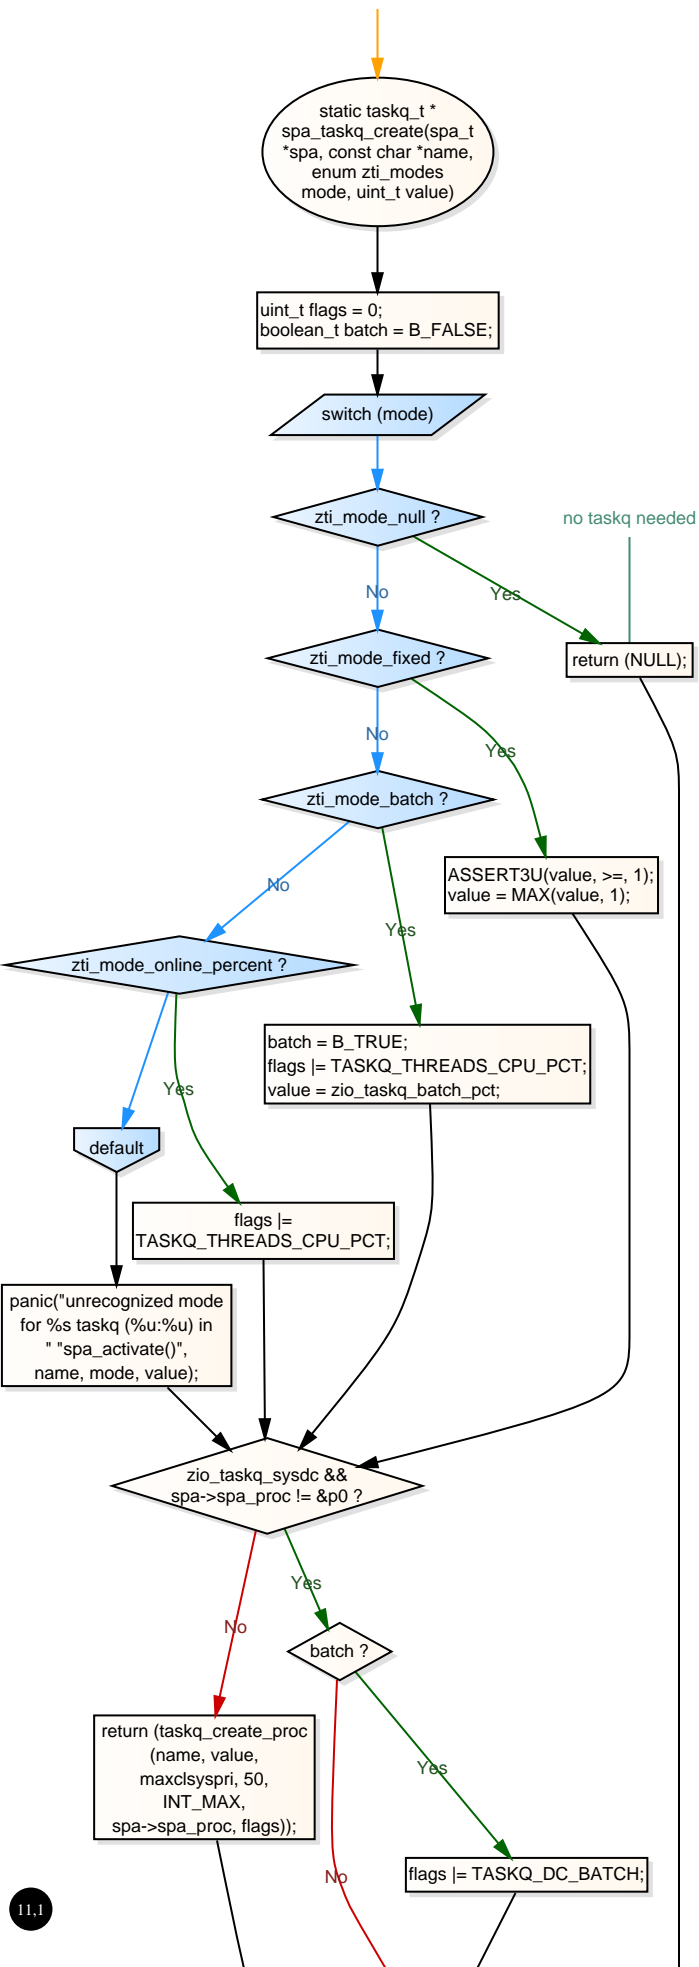 static taskq_t *
spa_taskq_create(spa_t
*spa, const char *name,
enum zti_modes
mode, uint_t value)
uint_t flags = 0;
boolean_t batch = B_FALSE;
switch (mode)
zti_mode_null ?
no taskq needed
No
Yes
zti_mode_fixed ?
return (NULL);
No
Yes
zti_mode_batch ?
ASSERT3U(value, >=, 1);
value = MAX(value, 1);
No
Yes
zti_mode_online_percent ?
batch = B_TRUE;
flags |= TASKQ_THREADS_CPU_PCT;
value = zio_taskq_batch_pct;
Yes
default
flags |=
TASKQ_THREADS_CPU_PCT;
panic("unrecognized mode
for %s taskq (%u:%u) in
" "spa_activate()",
name, mode, value);
zio_taskq_sysdc &&
spa->spa_proc != &p0 ?
Yes
No
batch ?
return (taskq_create_proc
(name, value,
maxclsyspri, 50,
INT_MAX,
spa->spa_proc, flags));
Yes
No
flags |= TASKQ_DC_BATCH;
11,1